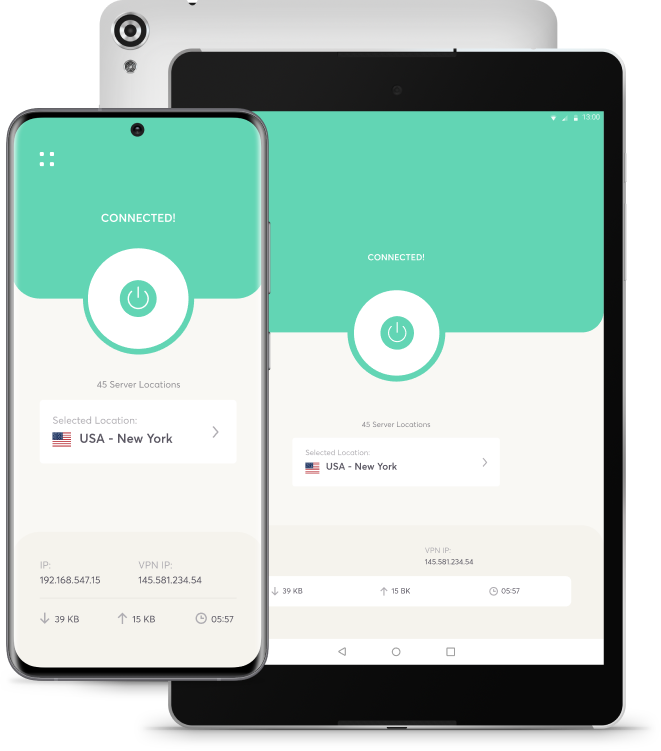 CONNECTED!
45 Server Locations
Selected Location:
USA - New York
IP:
192.168.547.15
VPN IP:
145.581.234.54
39 KB
15 KB
05:57
13:00
CONNECTED!
45 Server Locations
Selected Location:
USA - New York
VPN IP:
145.581.234.54
39 KB
15 BK
05:57